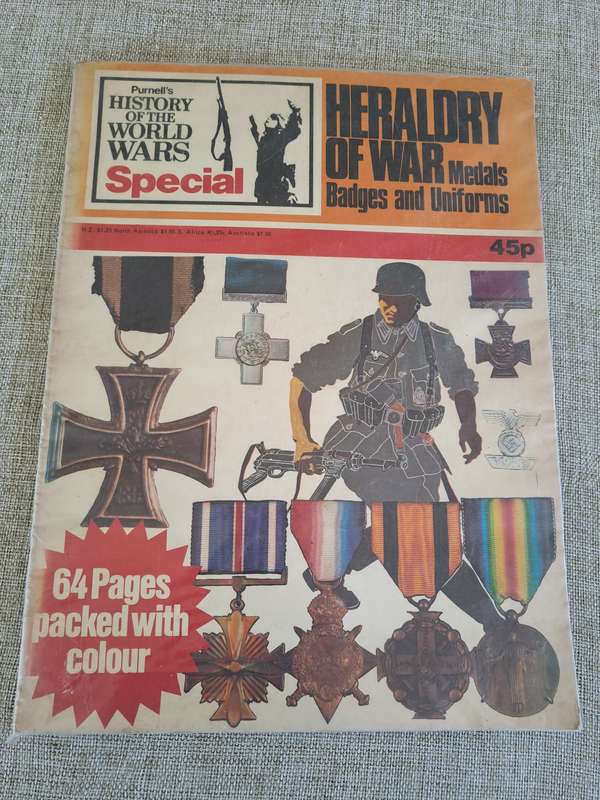 Purnell's
HISTORY
OF THE
WORLD
WARS
Special
HERALDRY
OF WAR Medals
Badges and Uniforms
45p
64 Pages
packed with
colour